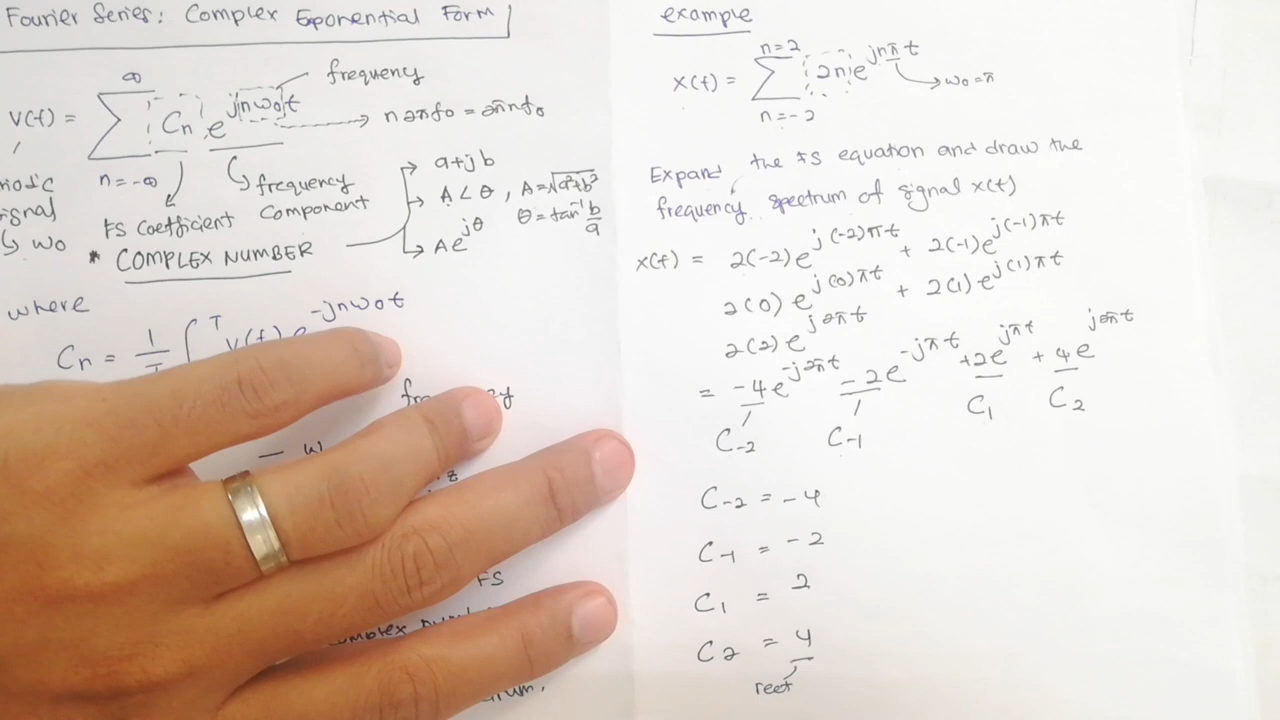 Fourier Series: Complex Exponential Form
∞
frequency
V(t) = ∑ Cn e^jnω0t → n2πf0 = 2πnf0
n=-∞
frequency component
FS coefficient
* COMPLEX NUMBER
a+jb
A∠θ, A=√a²+b²
θ=tan⁻¹ b/a
Ae^jθ
ω0
where
Cn = 1/T ∫ T V(t) e^-jnω0t
FS
example
n=2
x(t) = ∑ 2n e^jnπt → ω0=π
n=-2
Expand the FS equation and draw the
frequency spectrum of signal x(t)
x(t) = 2(-2)e^j(-2)πt + 2(-1)e^j(-1)πt
2(0)e^j(0)πt + 2(1)e^j(1)πt
2(2)e^j2πt
= -4e^-j2πt -2e^-jπt +2e^jπt + 4e^j2πt
C-2 C-1 C1 C2
C-2 = -4
C-1 = -2
C1 = 2
C2 = 4